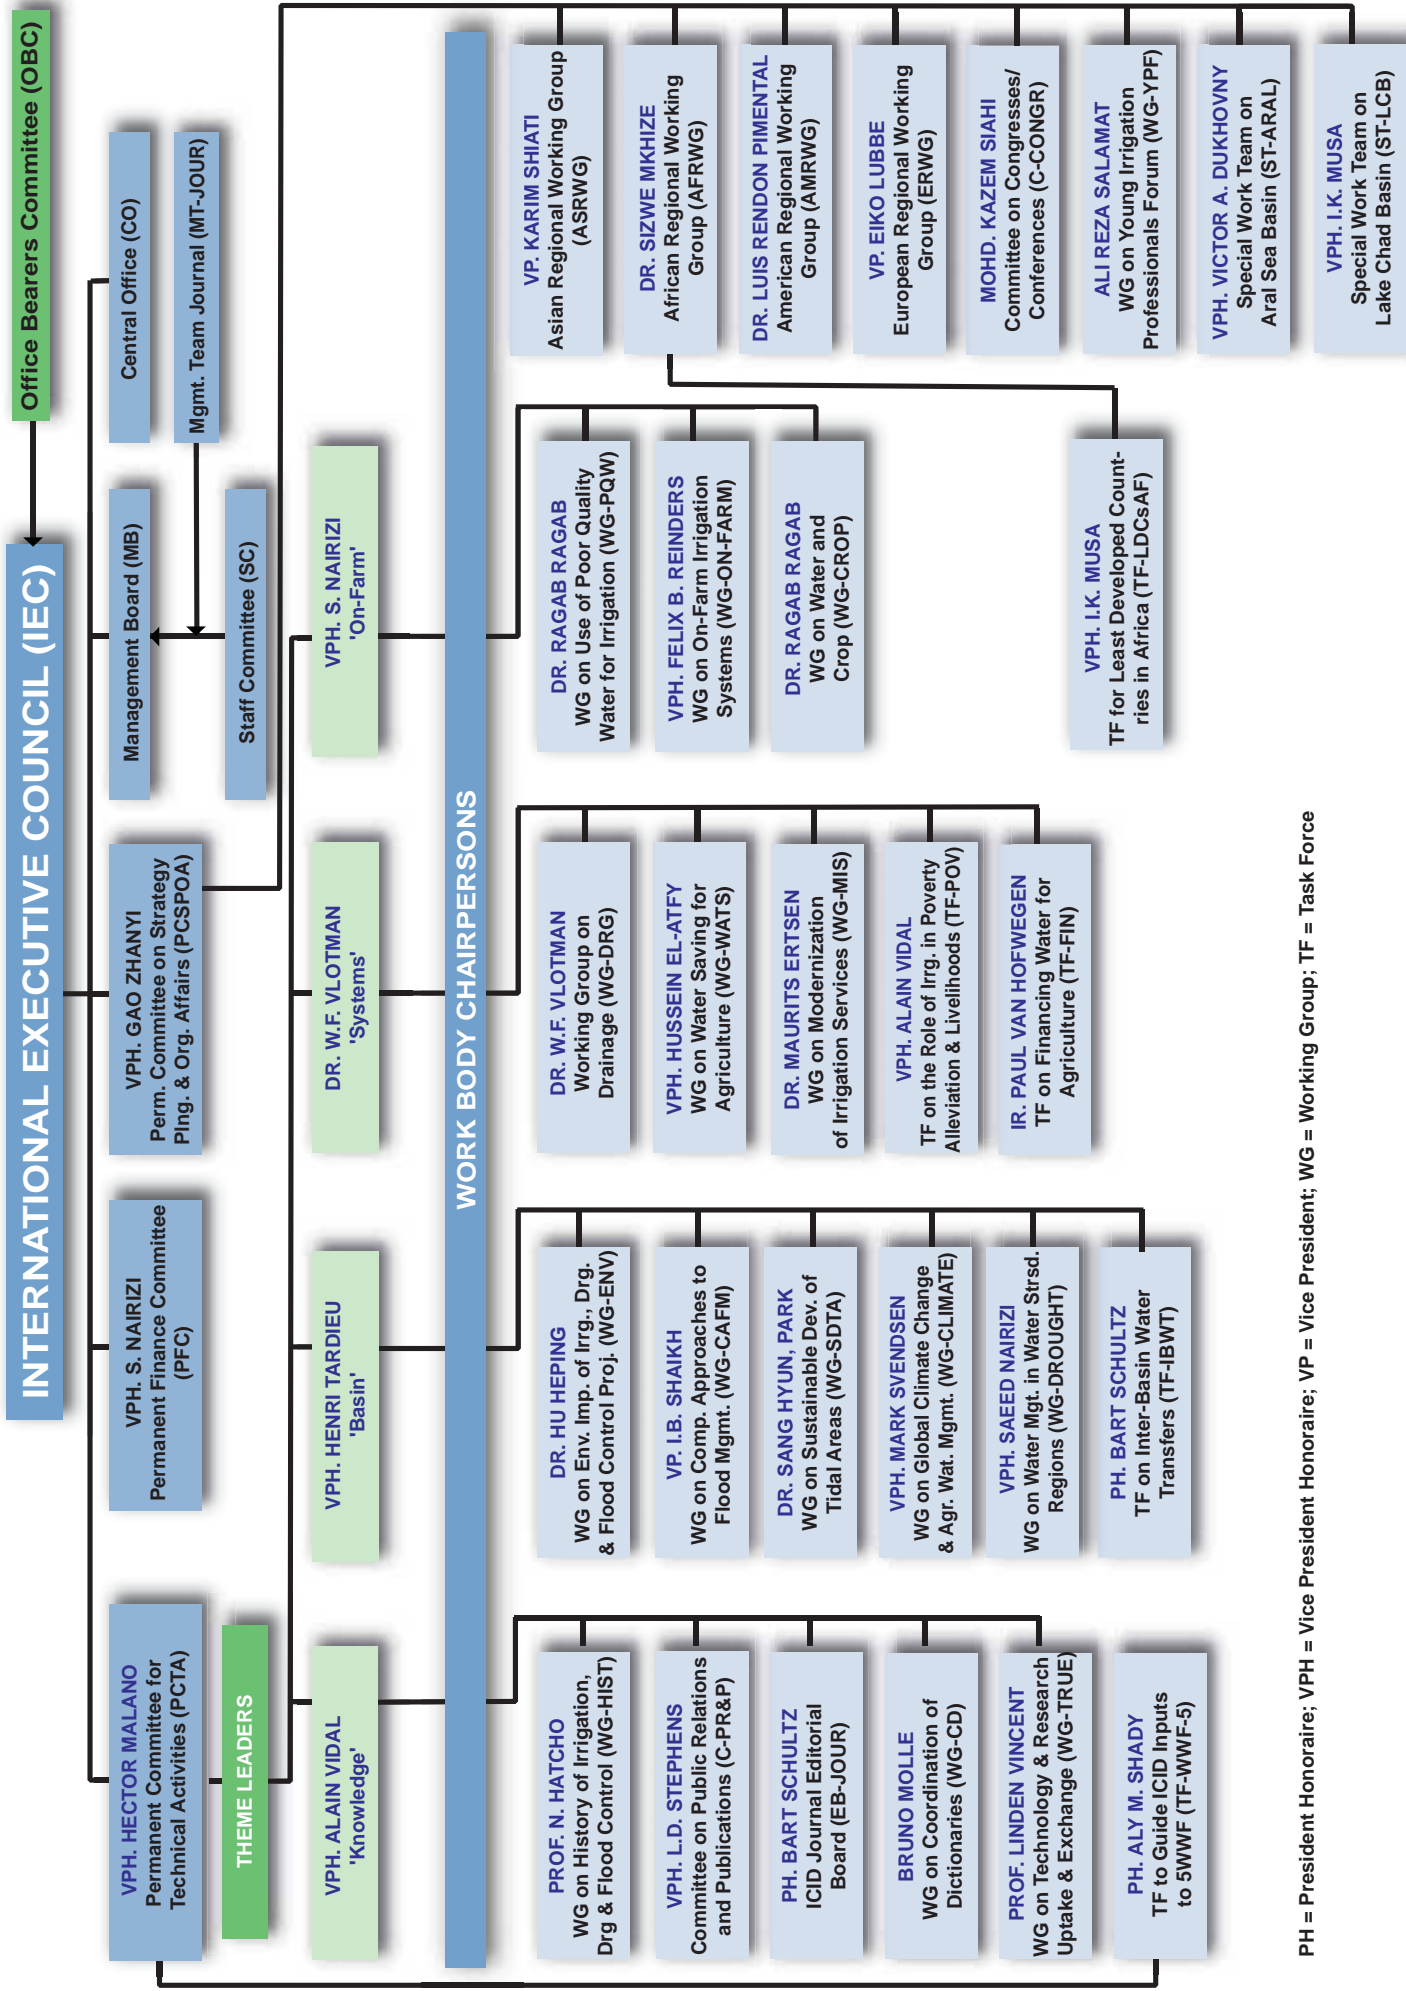 Office Bearers Committee (OBC)
INTERNATIONAL EXECUTIVE COUNCIL (IEC)
VPH. HECTOR MALANO
Permanent Committee for
Technical Activities (PCTA)
VPH. S. NAIRIZI
Permanent Finance Committee
(PFC)
VPH. GAO ZHANYI
Perm. Committee on Strategy
Plng. & Org. Affairs (PCSPOA)
Management Board (MB)
Central Office (CO)
Mgmt. Team Journal (MT-JOUR)
Staff Committee (SC)
THEME LEADERS
VPH. ALAIN VIDAL
'Knowledge'
VPH. HENRI TARDIEU
'Basin'
DR. W.F. VLOTMAN
'Systems'
VPH. S. NAIRIZI
'On-Farm'
WORK BODY CHAIRPERSONS
PROF. N. HATCHO
WG on History of Irrigation,
Drg & Flood Control (WG-HIST)
VPH. L.D. STEPHENS
Committee on Public Relations
and Publications (C-PR&P)
PH. BART SCHULTZ
ICID Journal Editorial
Board (EB-JOUR)
BRUNO MOLLE
WG on Coordination of
Dictionaries (WG-CD)
PROF. LINDEN VINCENT
WG on Technology & Research
Uptake & Exchange (WG-TRUE)
PH. ALY M. SHADY
TF to Guide ICID Inputs
to 5WWF (TF-WWF-5)
DR. HU HEPING
WG on Env. Imp. of Irrg., Drg.
& Flood Control Proj. (WG-ENV)
VP. I.B. SHAIKH
WG on Comp. Approaches to
Flood Mgmt. (WG-CAFM)
DR. SANG HYUN, PARK
WG on Sustainable Dev. of
Tidal Areas (WG-SDTA)
VPH. MARK SVENDSEN
WG on Global Climate Change
& Agr. Wat. Mgmt. (WG-CLIMATE)
VPH. SAEED NAIRIZI
WG on Water Mgt. in Water Strsd.
Regions (WG-DROUGHT)
PH. BART SCHULTZ
TF on Inter-Basin Water
Transfers (TF-IBWT)
DR. W.F. VLOTMAN
Working Group on
Drainage (WG-DRG)
VPH. HUSSEIN EL-ATFY
WG on Water Saving for
Agriculture (WG-WATS)
DR. MAURITS ERTSEN
WG on Modernization
of Irrigation Services (WG-MIS)
VPH. ALAIN VIDAL
TF on the Role of Irrg. in Poverty
Alleviation & Livelihoods (TF-POV)
IR. PAUL VAN HOFWEGEN
TF on Financing Water for
Agriculture (TF-FIN)
DR. RAGAB RAGAB
WG on Use of Poor Quality
Water for Irrigation (WG-PQW)
VPH. FELIX B. REINDERS
WG on On-Farm Irrigation
Systems (WG-ON-FARM)
DR. RAGAB RAGAB
WG on Water and
Crop (WG-CROP)
VPH. I.K. MUSA
TF for Least Developed Count-
ries in Africa (TF-LDCsAF)
VP. KARIM SHIATI
Asian Regional Working Group
(ASRWG)
DR. SIZWE MKHIZE
African Regional Working
Group (AFRWG)
DR. LUIS RENDON PIMENTAL
American Regional Working
Group (AMRWG)
VP. EIKO LUBBE
European Regional Working
Group (ERWG)
MOHD. KAZEM SIAHI
Committee on Congresses/
Conferences (C-CONGR)
ALI REZA SALAMAT
WG on Young Irrigation
Professionals Forum (WG-YPF)
VPH. VICTOR A. DUKHOVNY
Special Work Team on
Aral Sea Basin (ST-ARAL)
VPH. I.K. MUSA
Special Work Team on
Lake Chad Basin (ST-LCB)
PH = President Honoraire; VPH = Vice President Honoraire; VP = Vice President; WG = Working Group; TF = Task Force